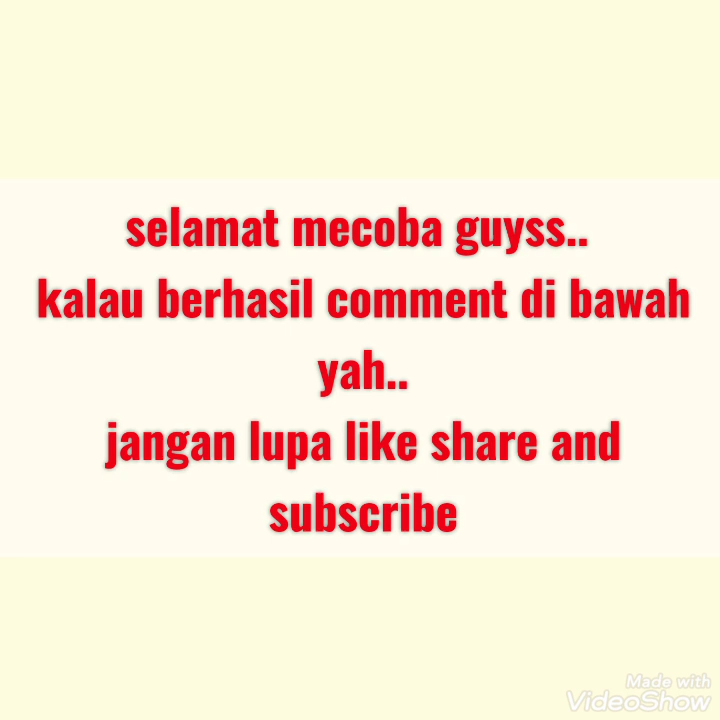 selamat mecoba guyss..
kalau berhasil comment di bawah
yah..
jangan lupa like share and
subscribe
Made with
VideoShow